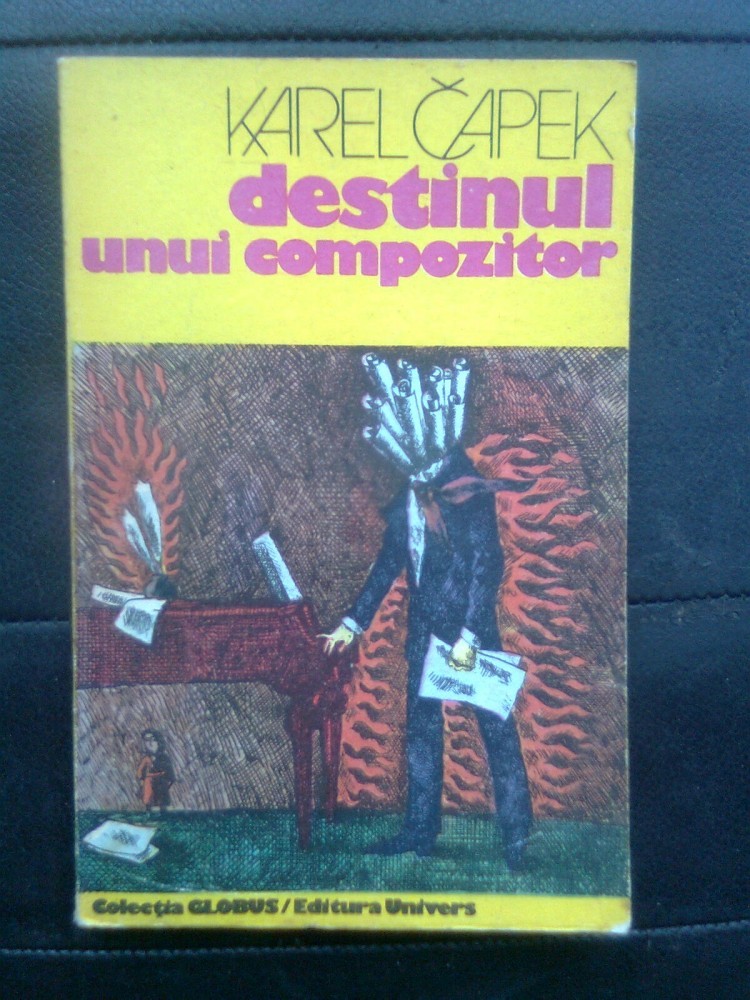 KAREL ČAPEK
destinul
unui compozitor
Colecția GLOBUS/Editura Univers